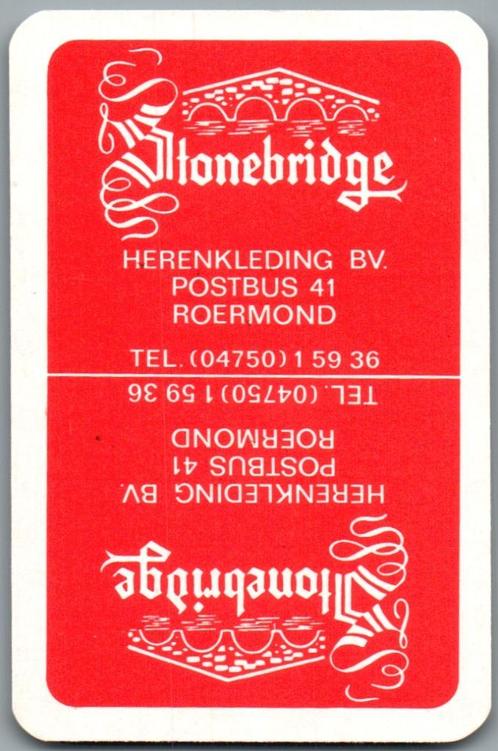 Stonebridge
HERENKLEDING BV.
POSTBUS 41
ROERMOND
TEL. (04750) 1 59 36
TEL. (04750) 1 59 36
ROERMOND
POSTBUS 41
HERENKLEDING BV.
Stonebridge